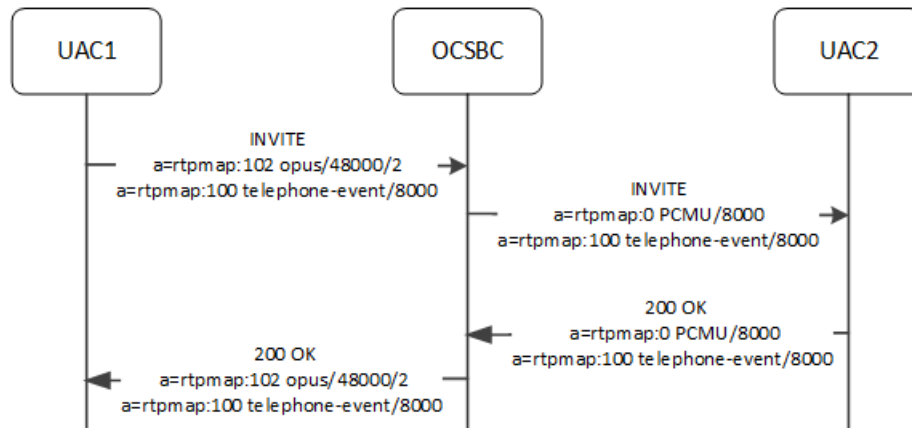 UAC1
OCSBC
UAC2
INVITE
a=rtpmap:102 opus/48000/2
a=rtpmap:100 telephone-event/8000
INVITE
a=rtpmap:0 PCMU/8000
a=rtpmap:100 telephone-event/8000
200 OK
a=rtpmap:0 PCMU/8000
a=rtpmap:100 telephone-event/8000
200 OK
a=rtpmap:102 opus/48000/2
a=rtpmap:100 telephone-event/8000